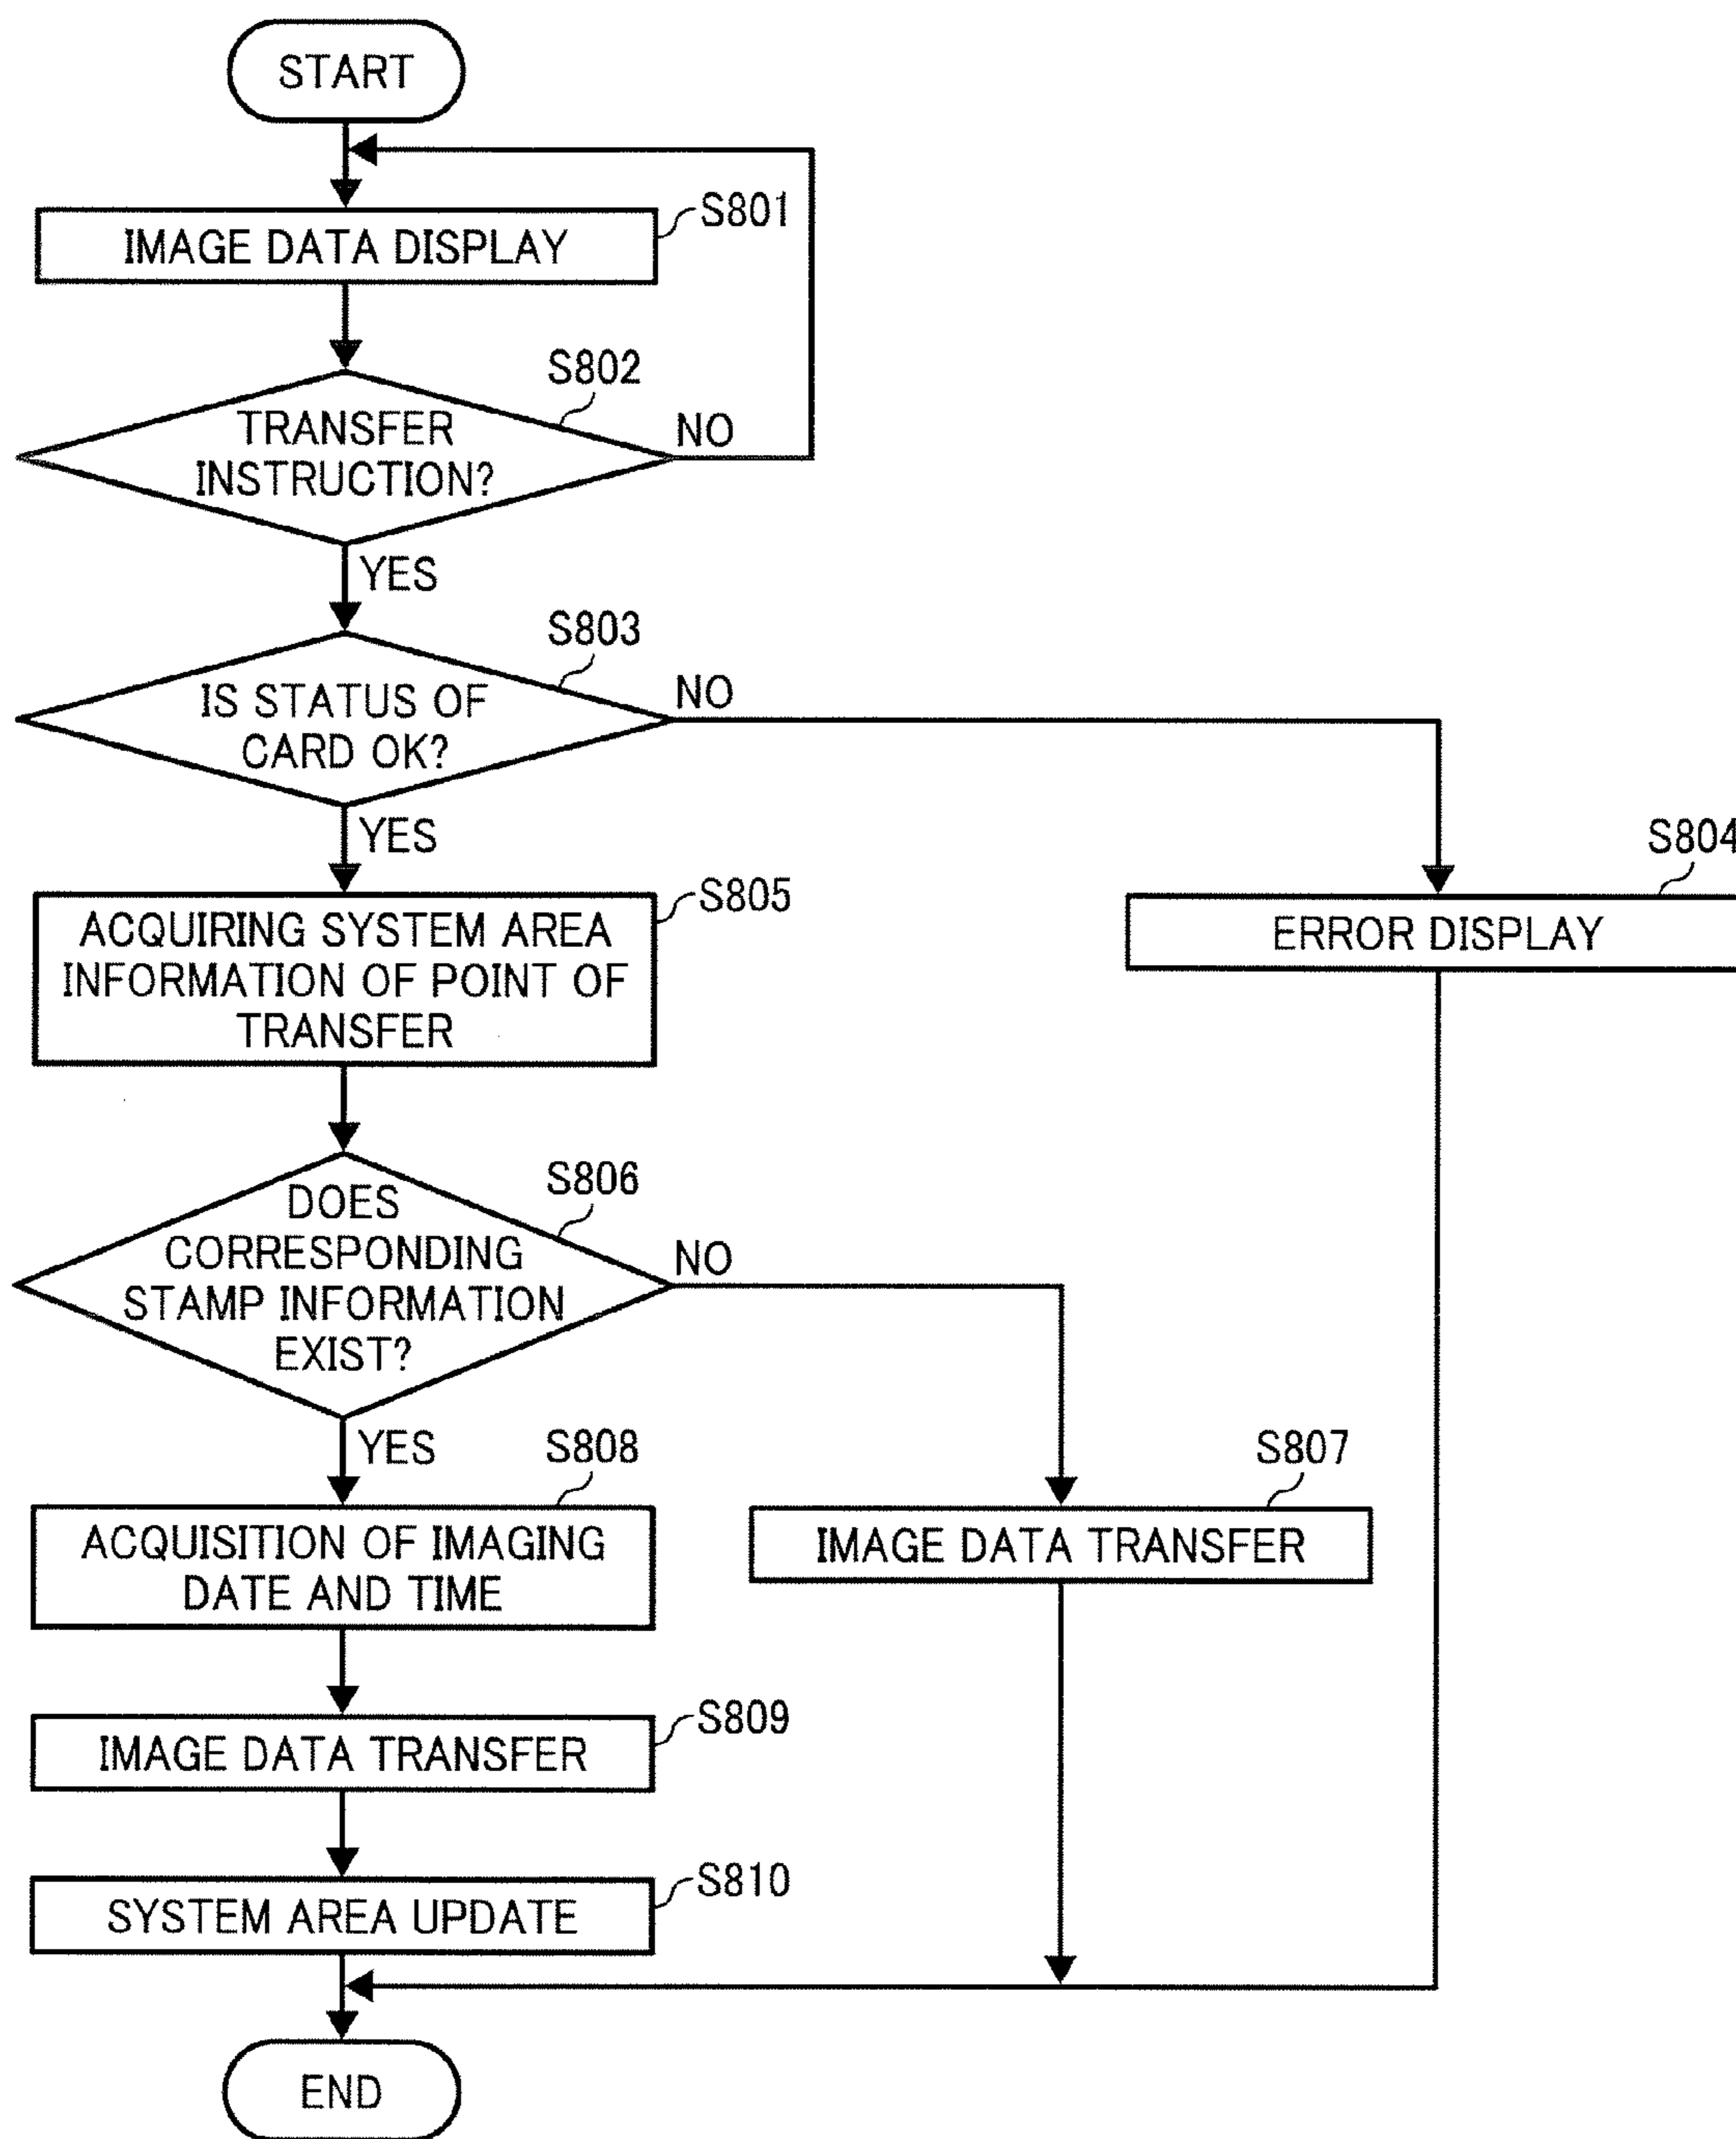 START
IMAGE DATA DISPLAY
S801
S802
TRANSFER
INSTRUCTION?
NO
YES
S803
IS STATUS OF
CARD OK?
NO
YES
S804
ERROR DISPLAY
S805
ACQUIRING SYSTEM AREA
INFORMATION OF POINT OF
TRANSFER
S806
DOES
CORRESPONDING
STAMP INFORMATION
EXIST?
NO
YES
S807
IMAGE DATA TRANSFER
S808
ACQUISITION OF IMAGING
DATE AND TIME
S809
IMAGE DATA TRANSFER
S810
SYSTEM AREA UPDATE
END